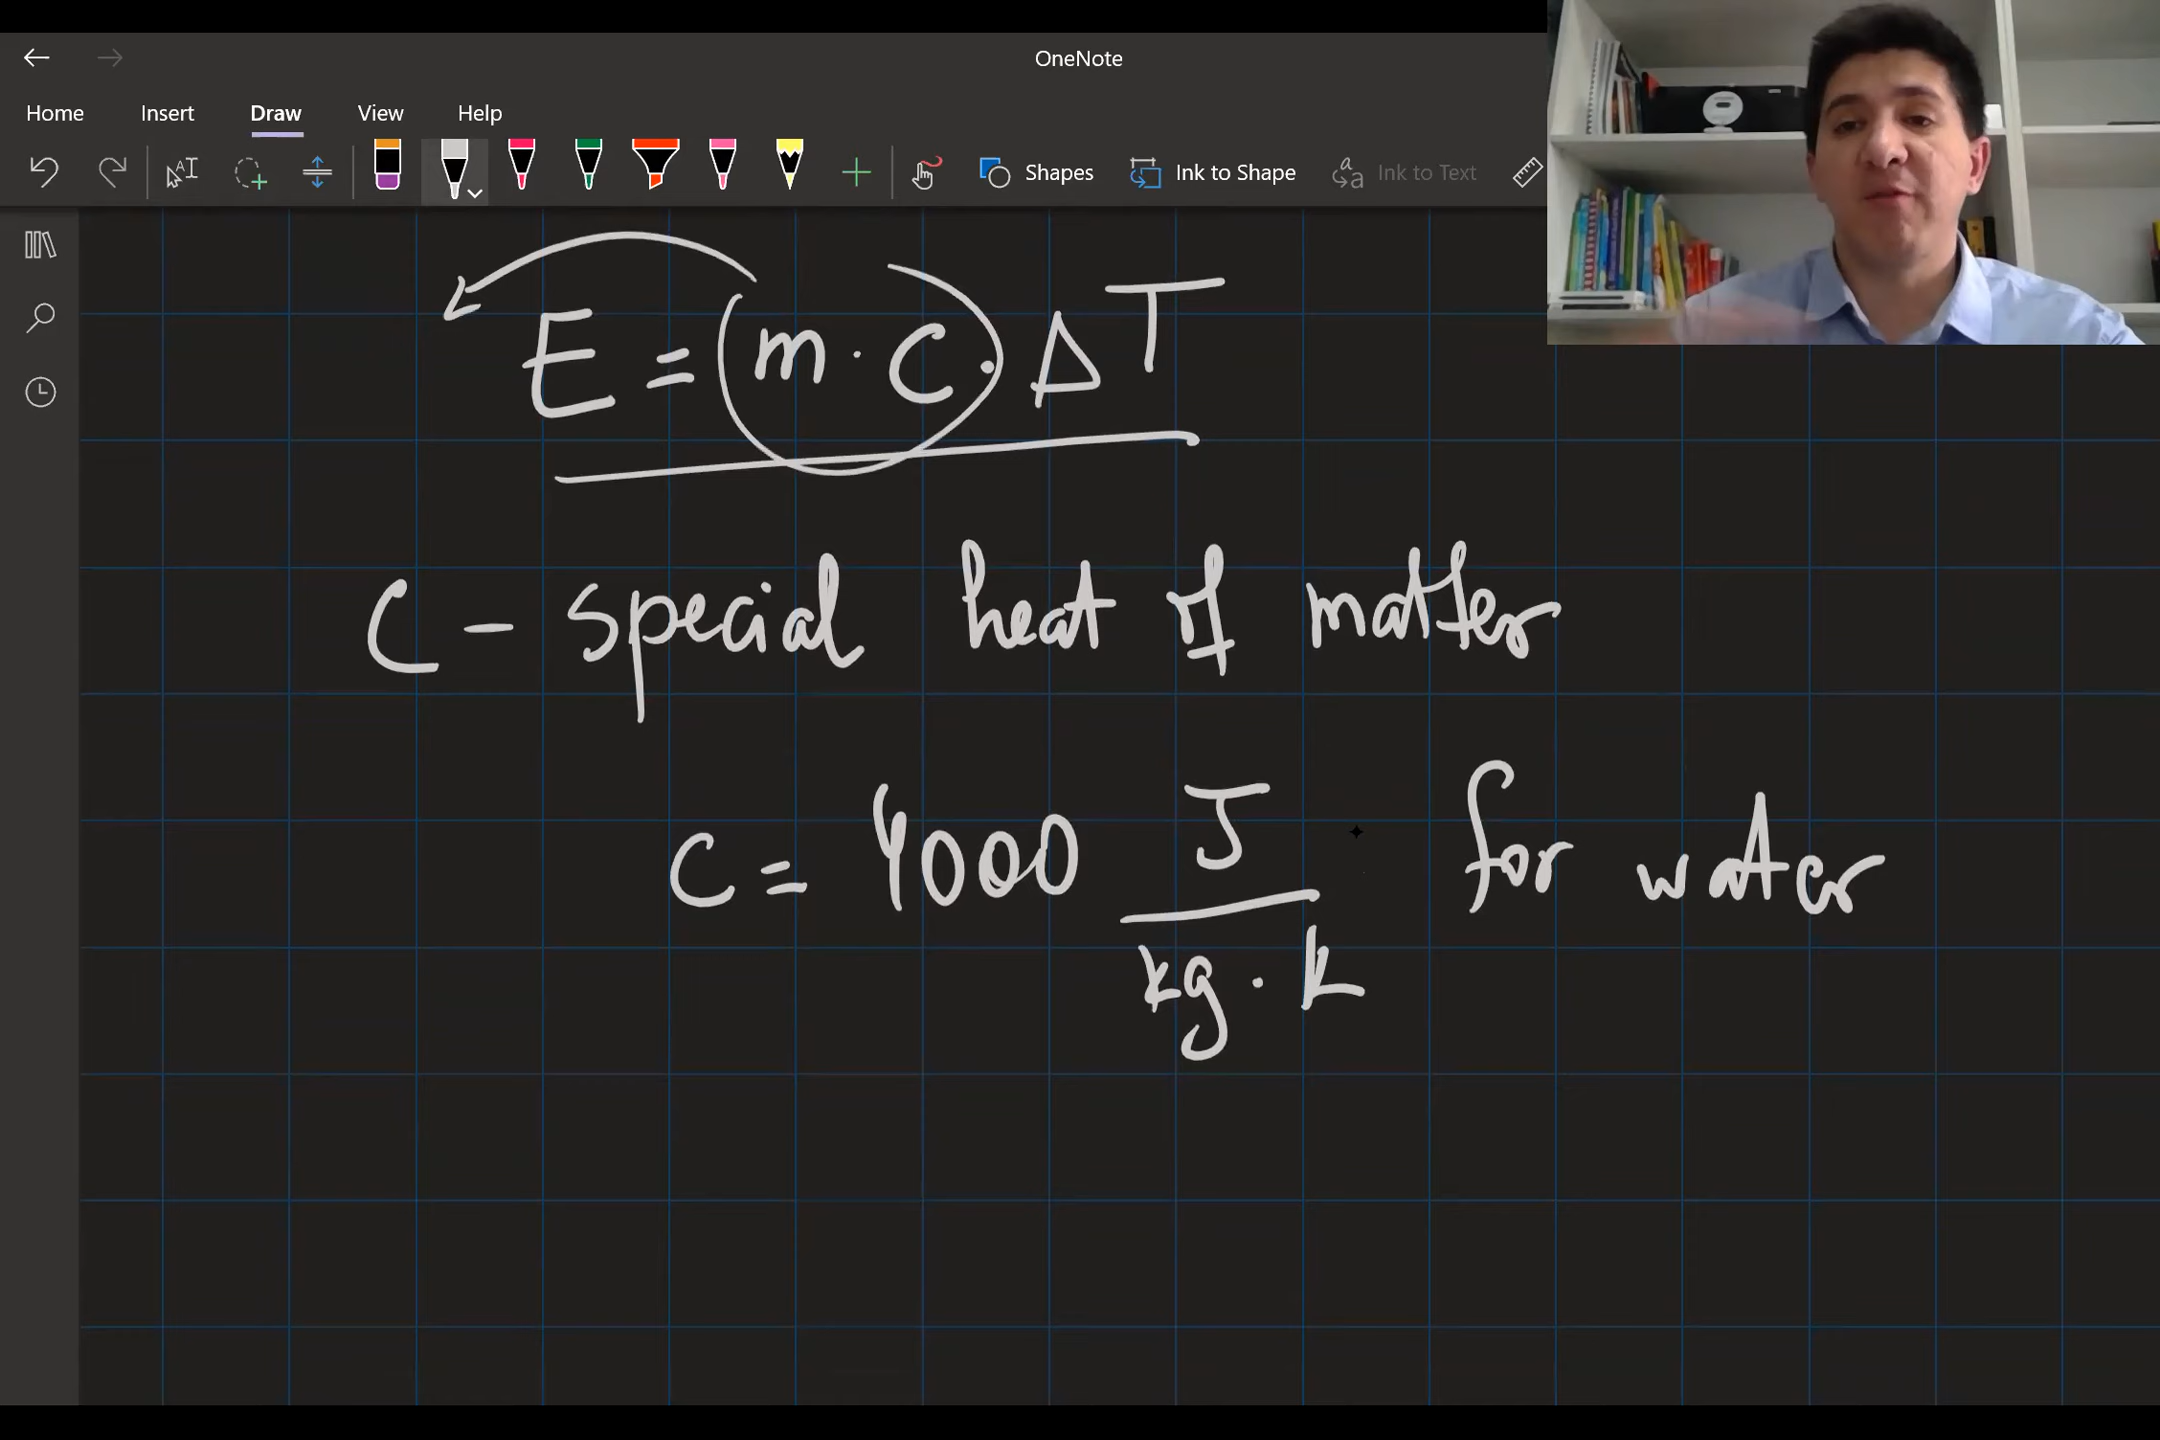 OneNote
Home Insert Draw View Help
Shapes Ink to Shape Ink to Text
E = (m · C) · Δ T
C - special heat of matter
C = 4000 J / kg · k for water